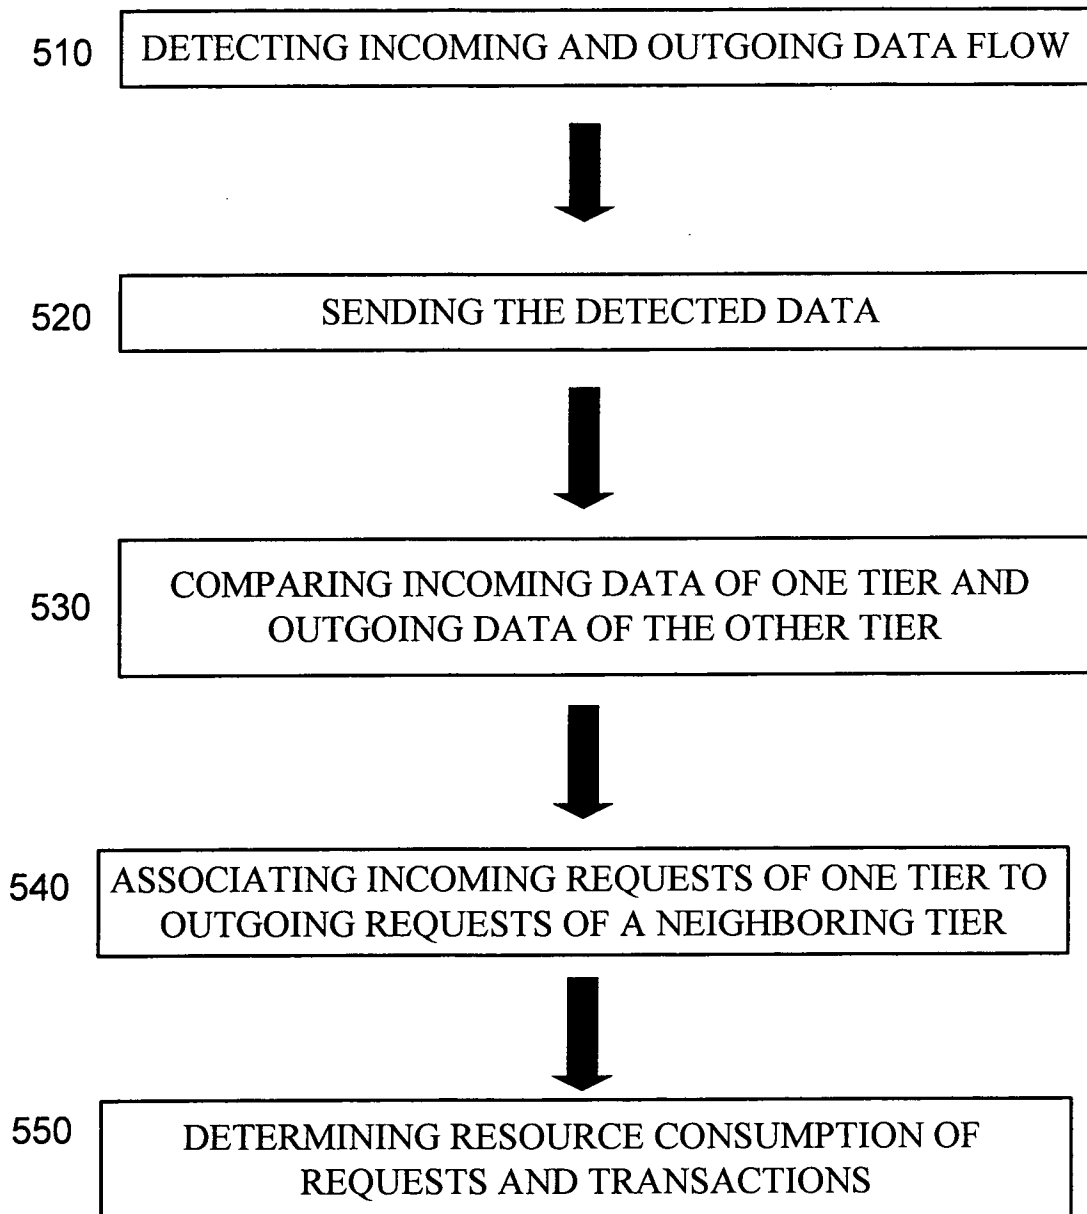 510
DETECTING INCOMING AND OUTGOING DATA FLOW
520
SENDING THE DETECTED DATA
530
COMPARING INCOMING DATA OF ONE TIER AND
OUTGOING DATA OF THE OTHER TIER
540
ASSOCIATING INCOMING REQUESTS OF ONE TIER TO
OUTGOING REQUESTS OF A NEIGHBORING TIER
550
DETERMINING RESOURCE CONSUMPTION OF
REQUESTS AND TRANSACTIONS